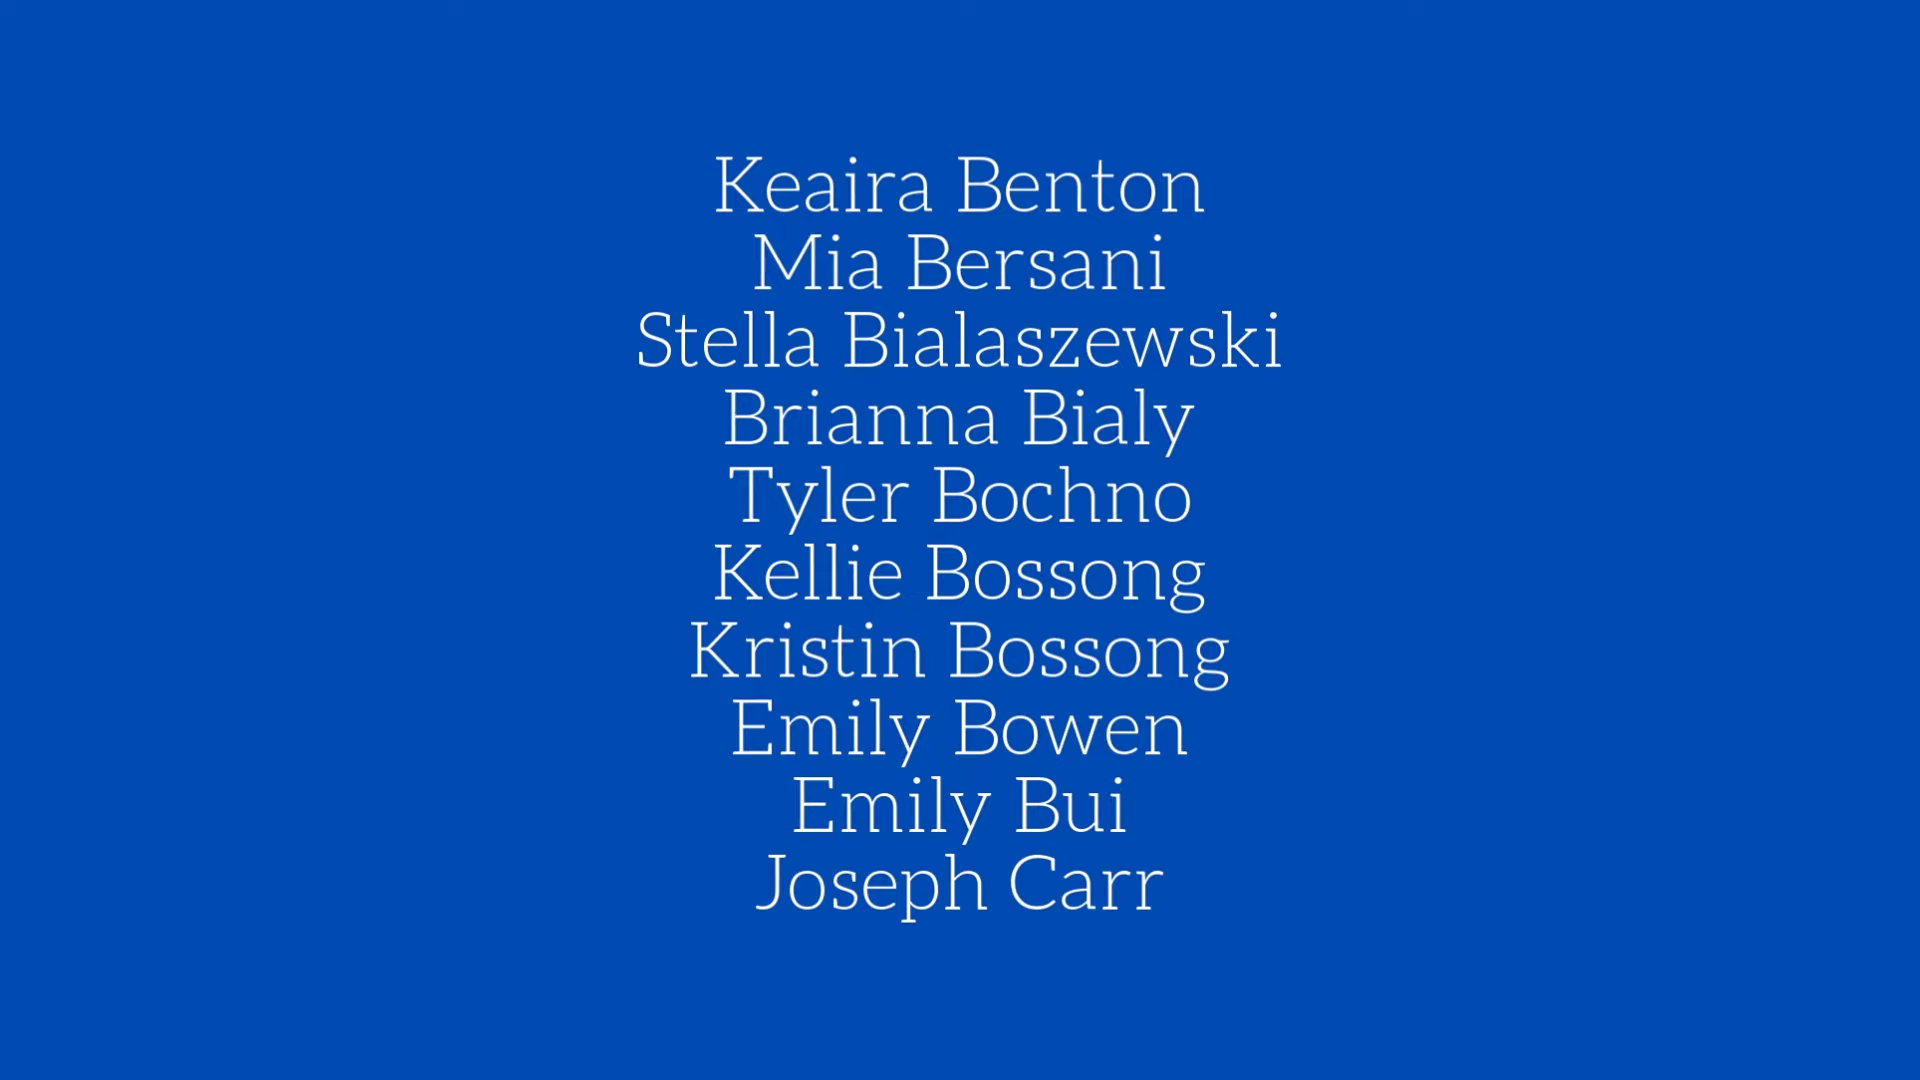 Keaira Benton
Mia Bersani
Stella Bialaszewski
Brianna Bialy
Tyler Bochno
Kellie Bossong
Kristin Bossong
Emily Bowen
Emily Bui
Joseph Carr